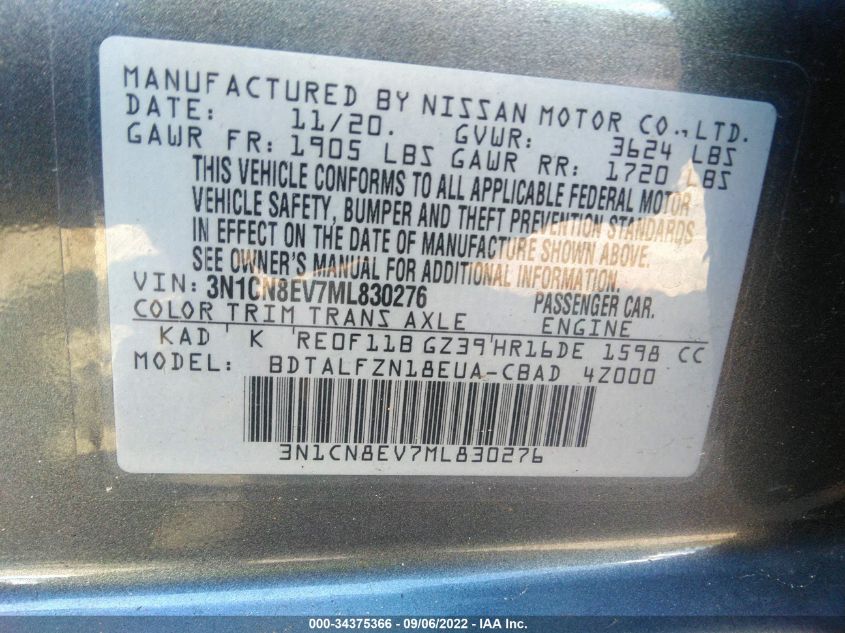 MANUFACTURED BY NISSAN MOTOR CO., LTD.
DATE: 11/20. GVWR: 3624 LBS
GAWR FR: 1905 LBS GAWR RR: 1720 LBS
THIS VEHICLE CONFORMS TO ALL APPLICABLE FEDERAL MOTOR
VEHICLE SAFETY, BUMPER AND THEFT PREVENTION STANDARDS
IN EFFECT ON THE DATE OF MANUFACTURE SHOWN ABOVE.
SEE OWNER'S MANUAL FOR ADDITIONAL INFORMATION.
VIN: 3N1CN8EV7ML830276 PASSENGER CAR.
COLOR TRIM TRANS AXLE ENGINE
KAD ' K 'RE0F11B GZ39'HR16DE 1598 CC
MODEL: BDTALFZN18EUA-CBAD 4Z000
3N1CN8EV7ML830276
000-34375366 - 09/06/2022 - IAA Inc.